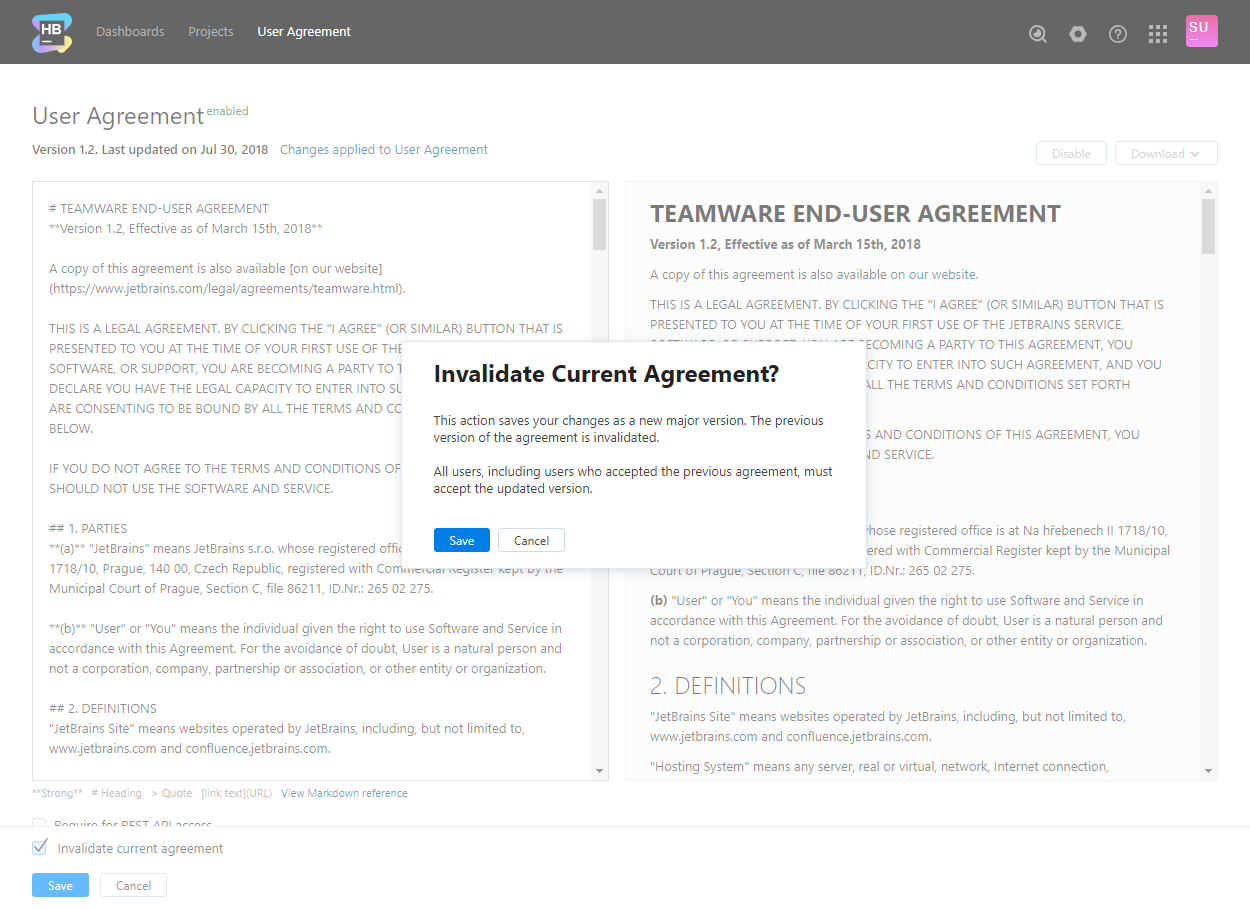 HB
Dashboards
Projects
User Agreement
SU
User Agreement enabled
Version 1.2. Last updated on Jul 30, 2018
Changes applied to User Agreement
Disable
Download
# TEAMWARE END-USER AGREEMENT
**Version 1.2, Effective as of March 15th, 2018**
A copy of this agreement is also available [on our website]
(https://www.jetbrains.com/legal/agreements/teamware.html).
THIS IS A LEGAL AGREEMENT. BY CLICKING THE "I AGREE" (OR SIMILAR) BUTTON THAT IS
PRESENTED TO YOU AT THE TIME OF YOUR FIRST USE OF THE
SOFTWARE, OR SUPPORT, YOU ARE BECOMING A PARTY TO
DECLARE YOU HAVE THE LEGAL CAPACITY TO ENTER INTO
ARE CONSENTING TO BE BOUND BY ALL THE TERMS AND
BELOW.
IF YOU DO NOT AGREE TO THE TERMS AND CONDITIONS OF
SHOULD NOT USE THE SOFTWARE AND SERVICE.
## 1. PARTIES
**(a)** "JetBrains" means JetBrains s.r.o. whose registered
1718/10, Prague, 140 00, Czech Republic, registered with Commercial Register kept by the
Municipal Court of Prague, Section C, file 86211, ID.Nr.: 265 02 275.
**(b)** "User" or "You" means the individual given the right to use Software and Service in
accordance with this Agreement. For the avoidance of doubt, User is a natural person and
not a corporation, company, partnership or association, or other entity or organization.
## 2. DEFINITIONS
"JetBrains Site" means websites operated by JetBrains, including, but not limited to,
www.jetbrains.com and confluence.jetbrains.com.
TEAMWARE END-USER AGREEMENT
Version 1.2, Effective as of March 15th, 2018
A copy of this agreement is also available on our website.
THIS IS A LEGAL AGREEMENT. BY CLICKING THE "I AGREE" (OR SIMILAR) BUTTON THAT IS
PRESENTED TO YOU AT THE TIME OF YOUR FIRST USE OF THE JETBRAINS SERVICE,
SOFTWARE, OR SUPPORT, YOU ARE BECOMING A PARTY TO THIS AGREEMENT, YOU
TO ENTER INTO SUCH AGREEMENT, AND YOU
THE TERMS AND CONDITIONS SET FORTH
AND CONDITIONS OF THIS AGREEMENT, YOU
SERVICE.
whose registered office is at Na hřebenech II 1718/10,
with Commercial Register kept by the Municipal
Court of Prague, Section C, file 86211, ID.Nr.: 265 02 275.
(b) "User" or "You" means the individual given the right to use Software and Service in
accordance with this Agreement. For the avoidance of doubt, User is a natural person and
not a corporation, company, partnership or association, or other entity or organization.
2. DEFINITIONS
"JetBrains Site" means websites operated by JetBrains, including, but not limited to,
www.jetbrains.com and confluence.jetbrains.com.
"Hosting System" means any server, real or virtual, network, Internet connection,
Invalidate Current Agreement?
This action saves your changes as a new major version. The previous
version of the agreement is invalidated.
All users, including users who accepted the previous agreement, must
accept the updated version.
Save
Cancel
**Strong** # Heading > Quote [link text](URL) View Markdown reference
Require for REST API access
Invalidate current agreement
Save
Cancel